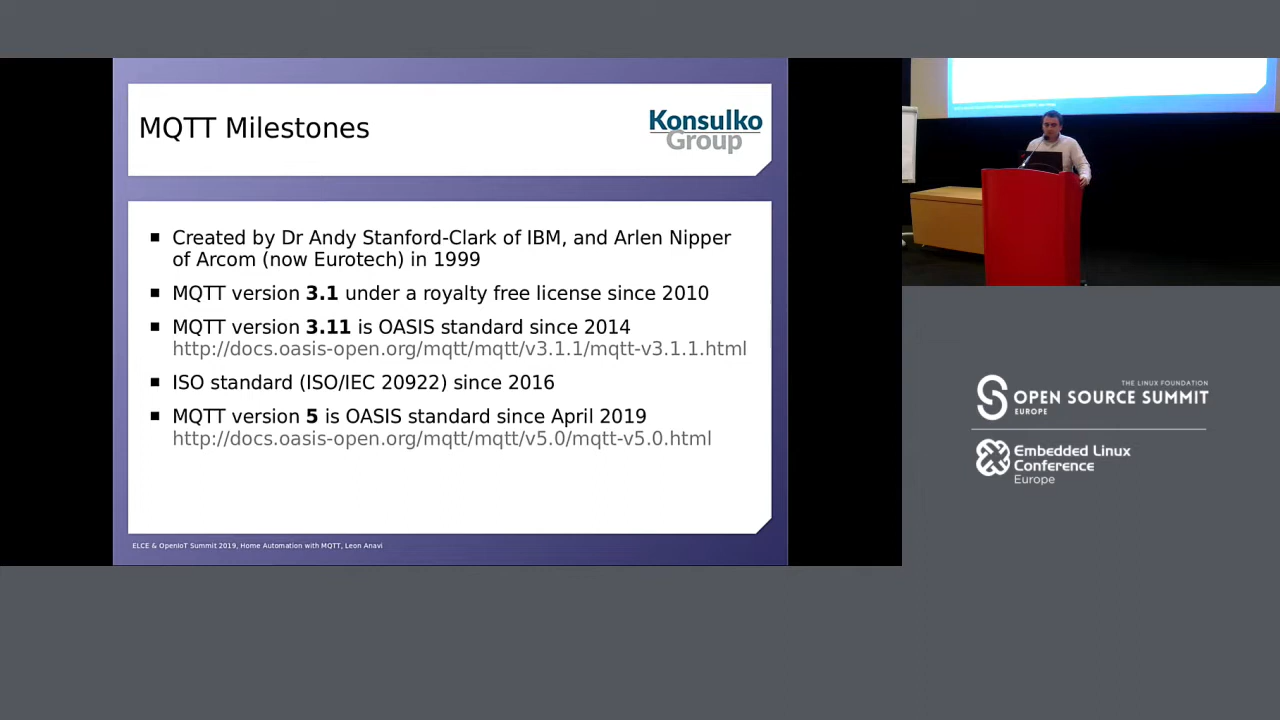 MQTT Milestones
Konsulko
Group
Created by Dr Andy Stanford-Clark of IBM, and Arlen Nipper
of Arcom (now Eurotech) in 1999
MQTT version 3.1 under a royalty free license since 2010
MQTT version 3.11 is OASIS standard since 2014
http://docs.oasis-open.org/mqtt/mqtt/v3.1.1/mqtt-v3.1.1.html
ISO standard (ISO/IEC 20922) since 2016
MQTT version 5 is OASIS standard since April 2019
http://docs.oasis-open.org/mqtt/mqtt/v5.0/mqtt-v5.0.html
ELCE & OpenIoT Summit 2019, Home Automation with MQTT, Leon Anavi
THE LINUX FOUNDATION
OPEN SOURCE SUMMIT
EUROPE
Embedded Linux
Conference
Europe